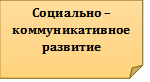 Социально –
коммуникативное
развитие